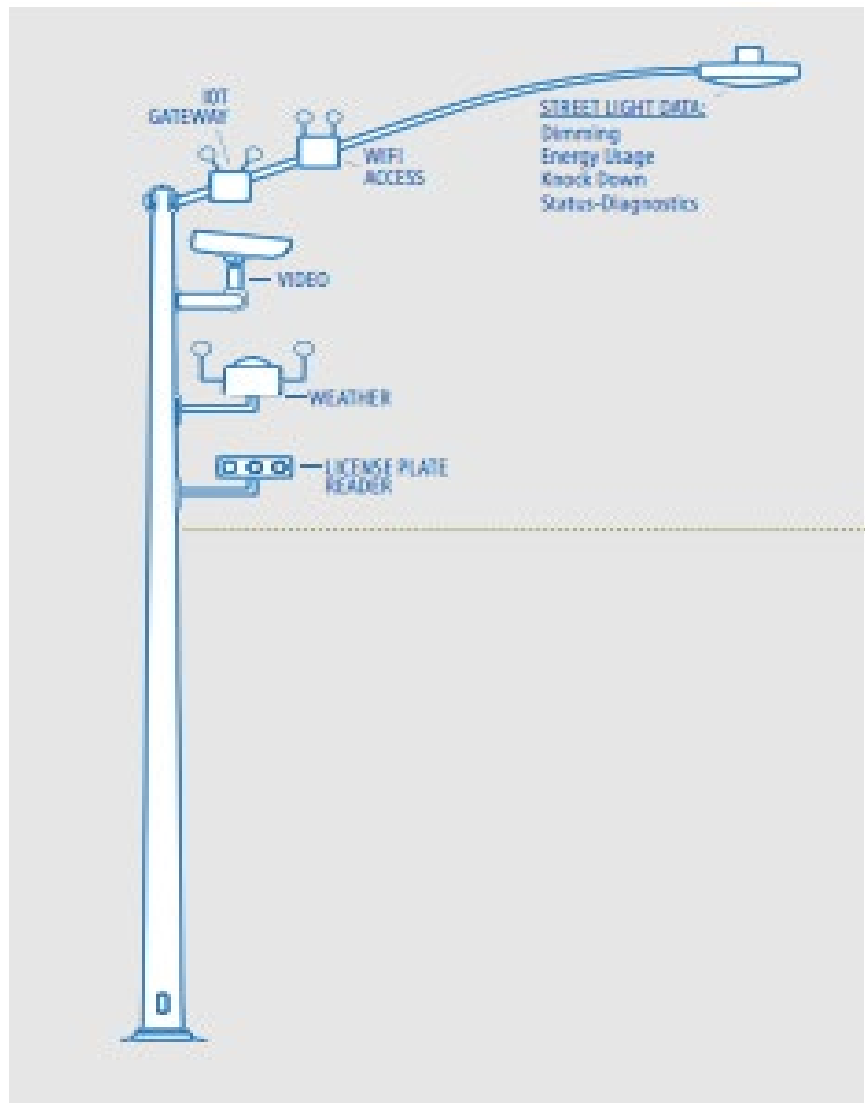 IOT
GATEWAY
WIFI
ACCESS
STREET LIGHT DATA:
Dimming
Energy Usage
Knock Down
Status-Diagnostics
VIDEO
WEATHER
LICENSE PLATE
READER